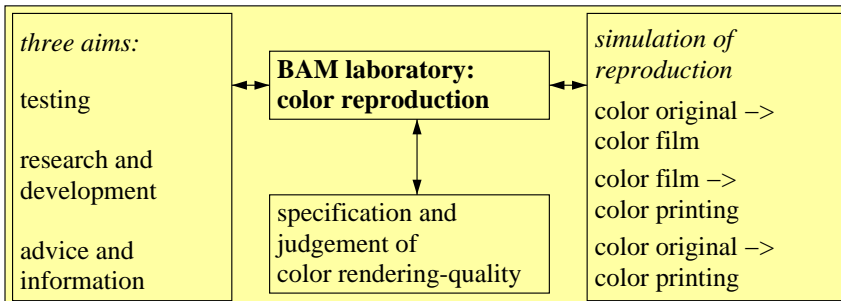 three aims:
testing
research and
development
advice and
information
BAM laboratory:
color reproduction
specification and
judgement of
color rendering-quality
simulation of
reproduction
color original −>
color film
color film −>
color printing
color original −>
color printing